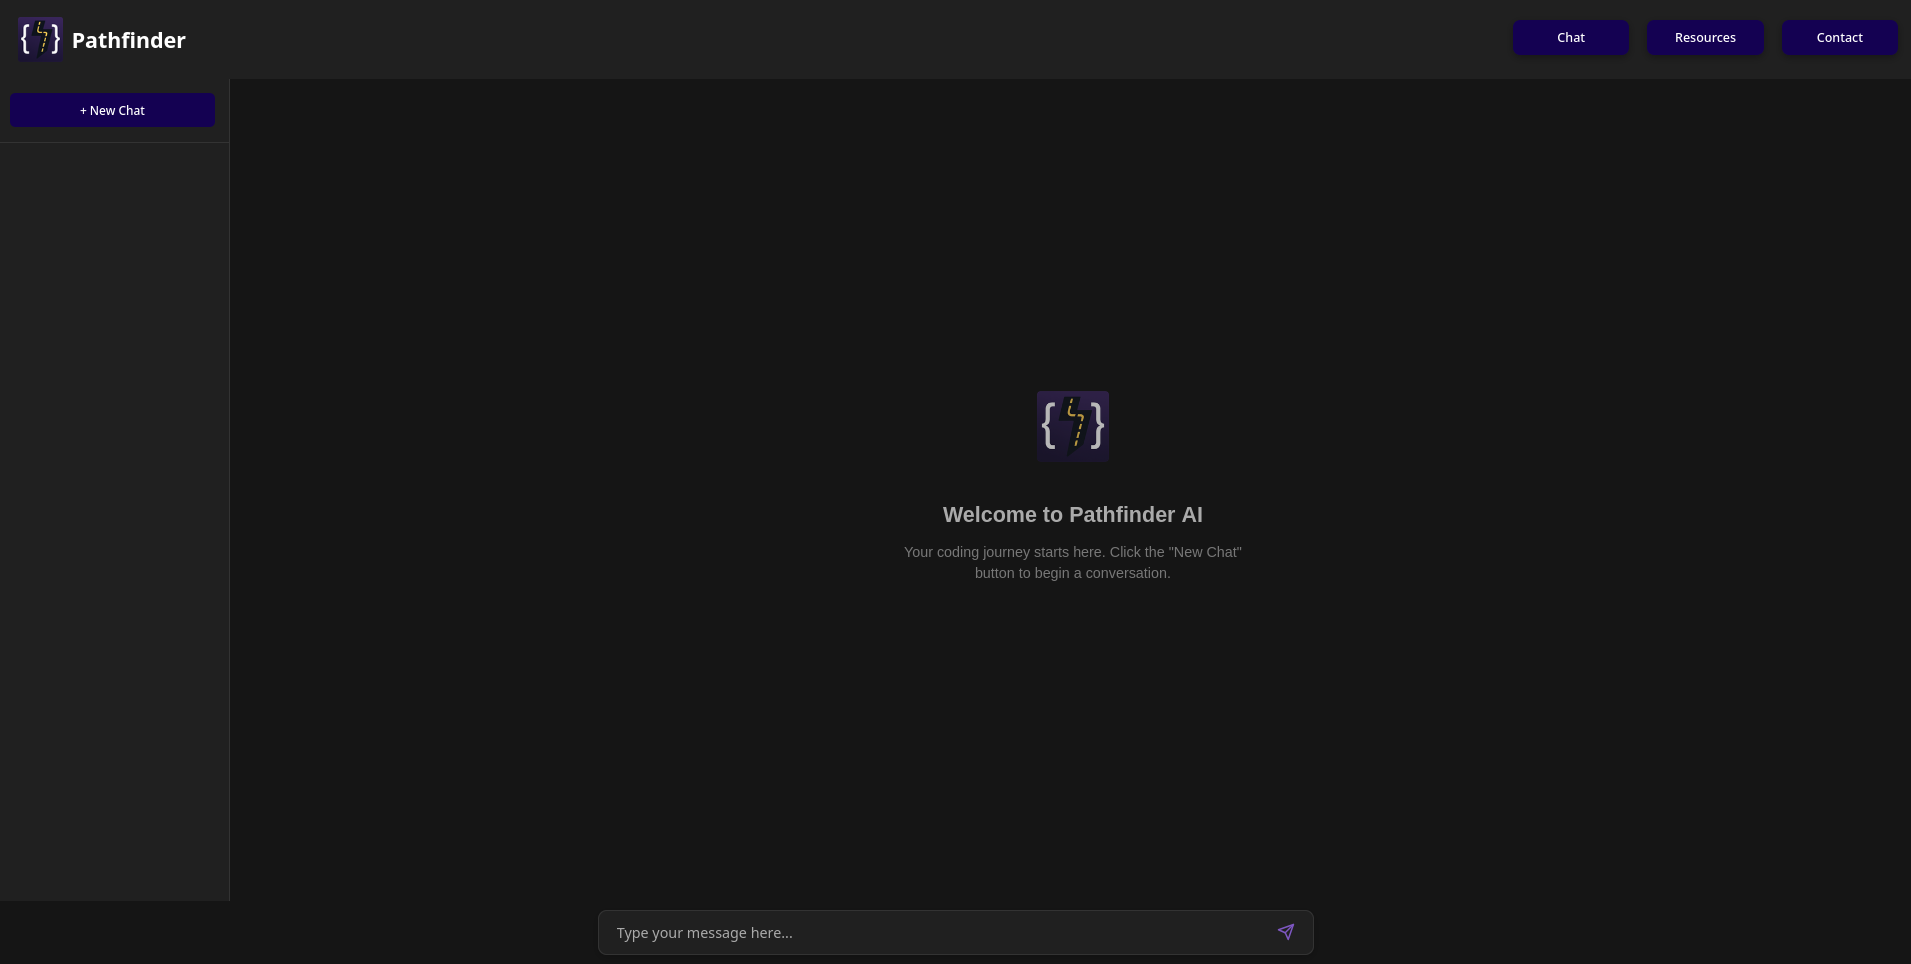 Pathfinder
Chat
Resources
Contact
+ New Chat
Welcome to Pathfinder AI
Your coding journey starts here. Click the "New Chat"
button to begin a conversation.
Type your message here...